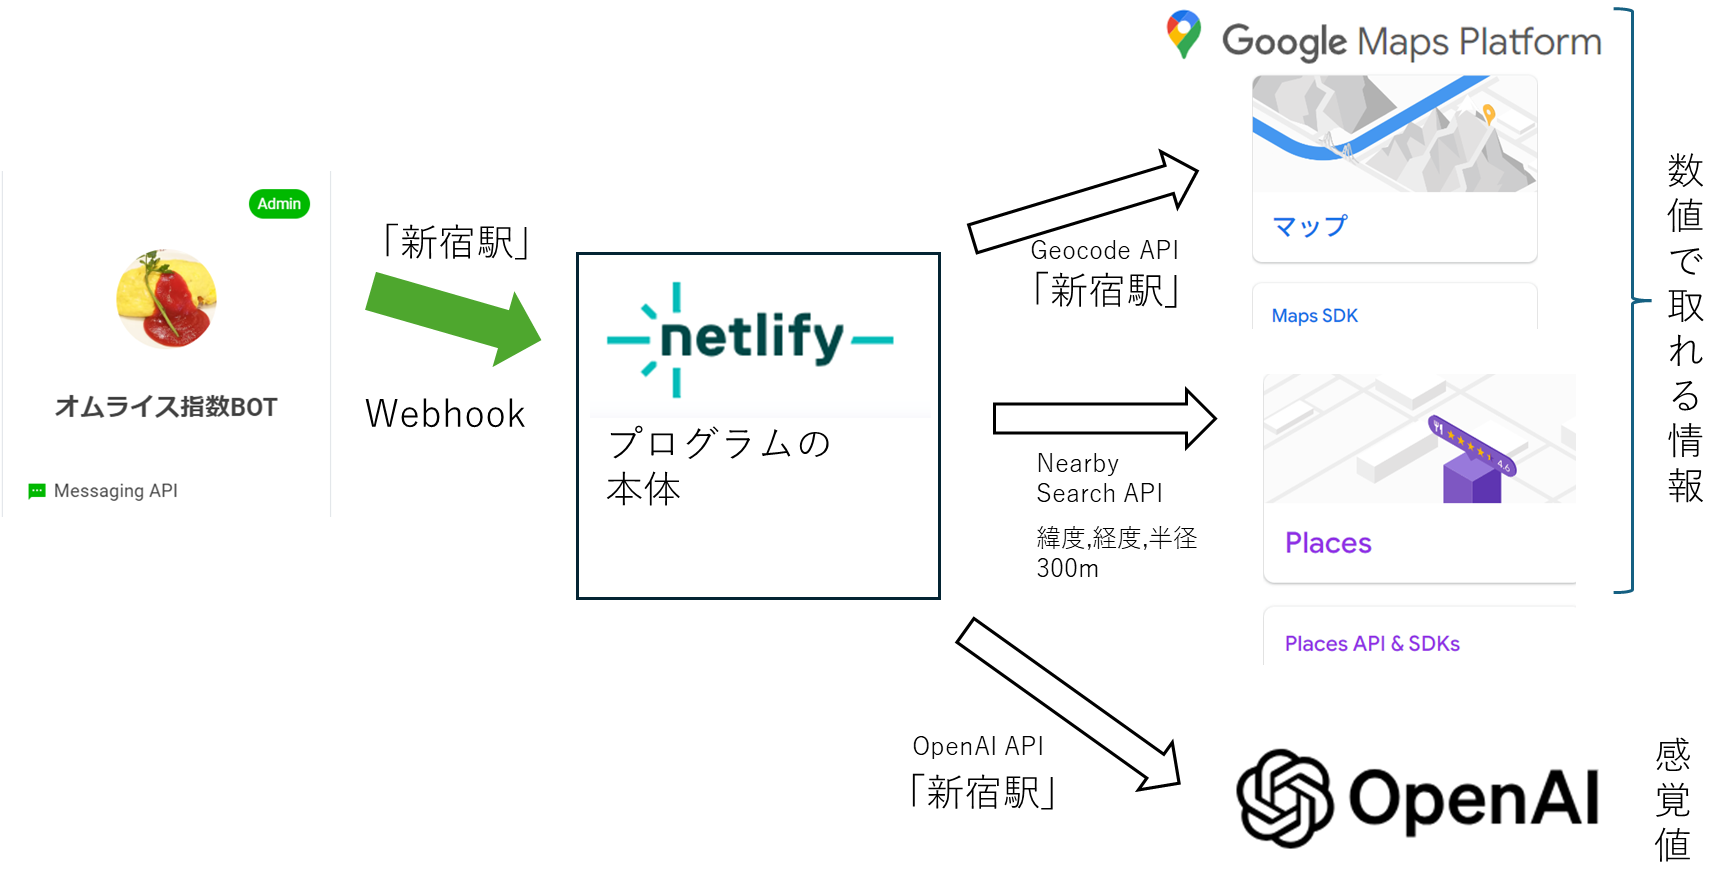 Admin
オムライス指数BOT
Messaging API
「新宿駅」
Webhook
netlify
プログラムの
本体
Geocode API
「新宿駅」
Nearby
Search API
緯度,経度,半径
300m
OpenAI API
「新宿駅」
Google Maps Platform
マップ
Maps SDK
4.6
Places
Places API & SDKs
OpenAI
数値で取れる情報
感覚値